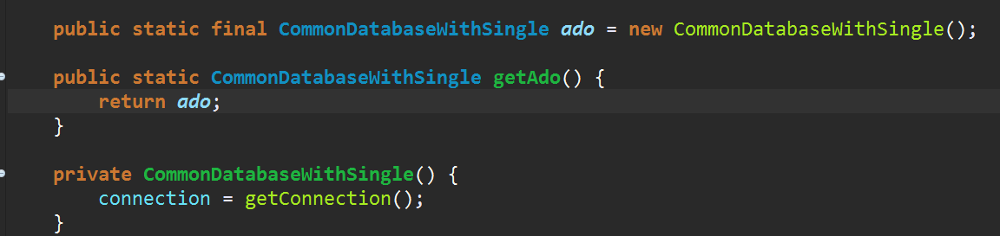 public static final CommonDatabaseWithSingle ado = new CommonDatabaseWithSingle();
public static CommonDatabaseWithSingle getAdo() {
return ado;
}
private CommonDatabaseWithSingle() {
connection = getConnection();
}